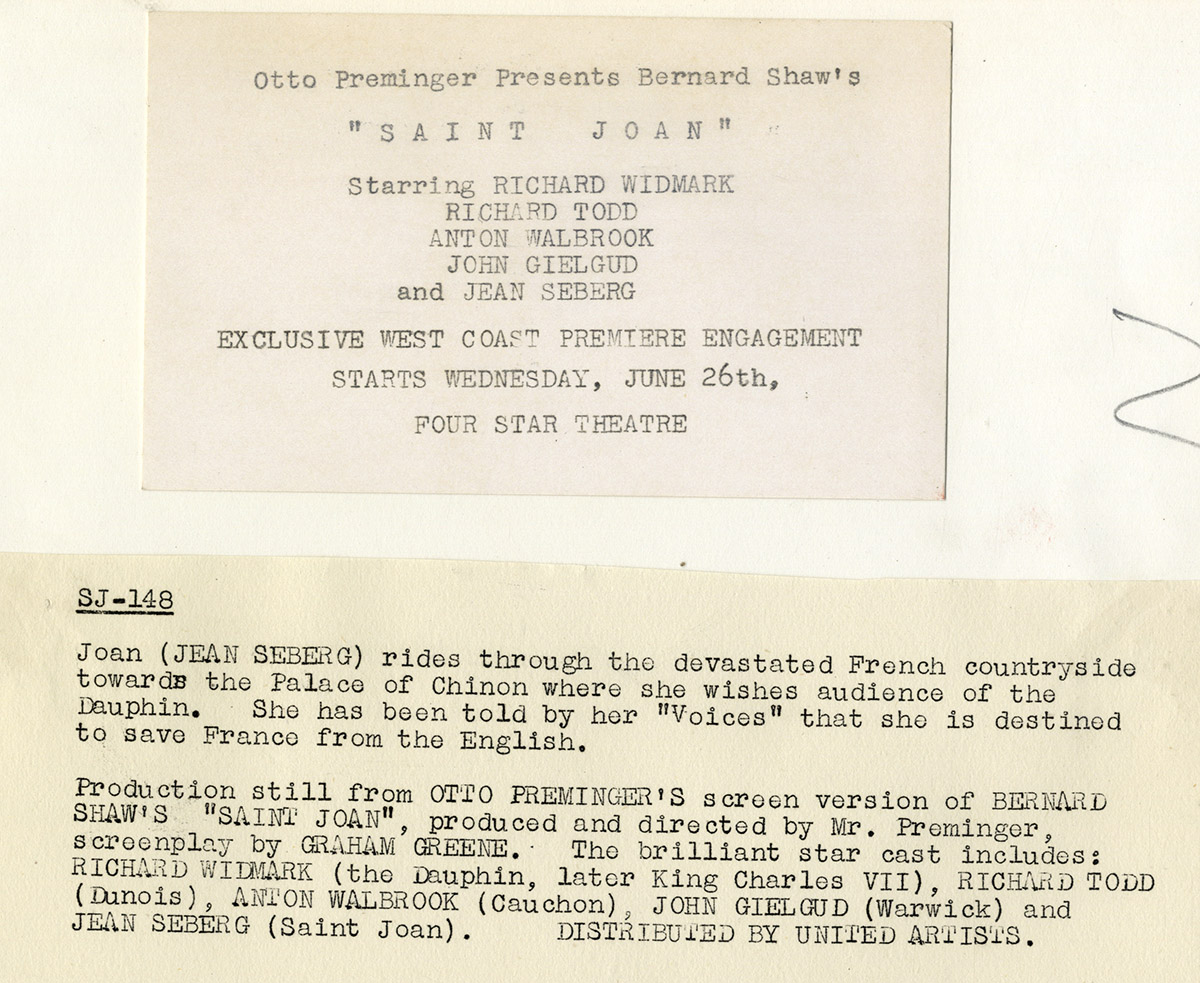 Otto Preminger Presents Bernard Shaw's
"SAINT JOAN"
Starring RICHARD WIDMARK
RICHARD TODD
ANTON WALBROOK
JOHN GIELGUD
and JEAN SEBERG
EXCLUSIVE WEST COAST PREMIERE ENGAGEMENT
STARTS WEDNESDAY, JUNE 26th,
FOUR STAR THEATRE
SJ-148
Joan (JEAN SEBERG) rides through the devastated French countryside
towards the Palace of Chinon where she wishes audience of the
Dauphin. She has been told by her "Voices" that she is destined
to save France from the English.
Production still from OTTO PREMINGER'S screen version of BERNARD
SHAW'S "SAINT JOAN", produced and directed by Mr. Preminger,
screenplay by GRAHAM GREENE. The brilliant star cast includes:
RICHARD WIDMARK (the Dauphin, later King Charles VII), RICHARD TODD
(Dunois), ANTON WALBROOK (Cauchon), JOHN GIELGUD (Warwick) and
JEAN SEBERG (Saint Joan). DISTRIBUTED BY UNITED ARTISTS.